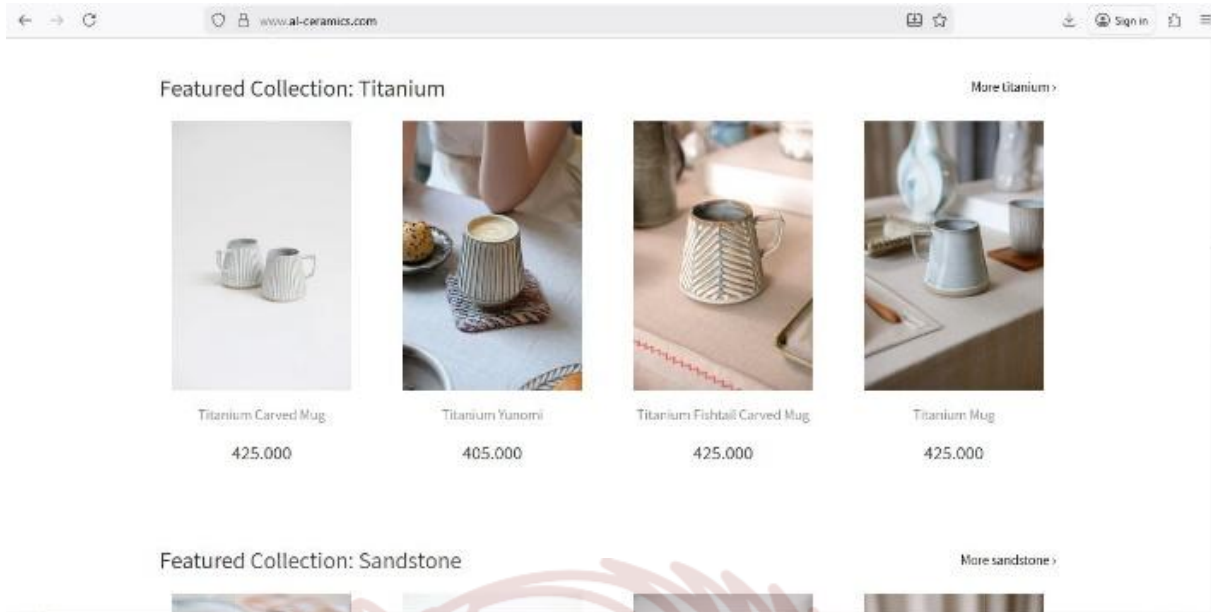 www.al-ceramics.com
Sign in
Featured Collection: Titanium
More titanium ›
Titanium Carved Mug
Titanium Yunomi
Titanium Fishtail Carved Mug
Titanium Mug
425.000
405.000
425.000
425.000
Featured Collection: Sandstone
More sandstone ›